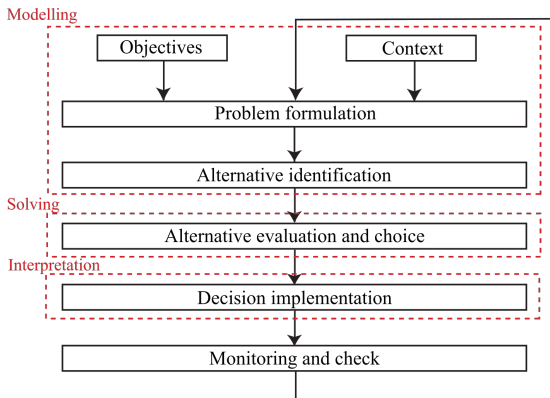 Modelling
Objectives
Context
Problem formulation
Alternative identification
Solving
Alternative evaluation and choice
Interpretation
Decision implementation
Monitoring and check